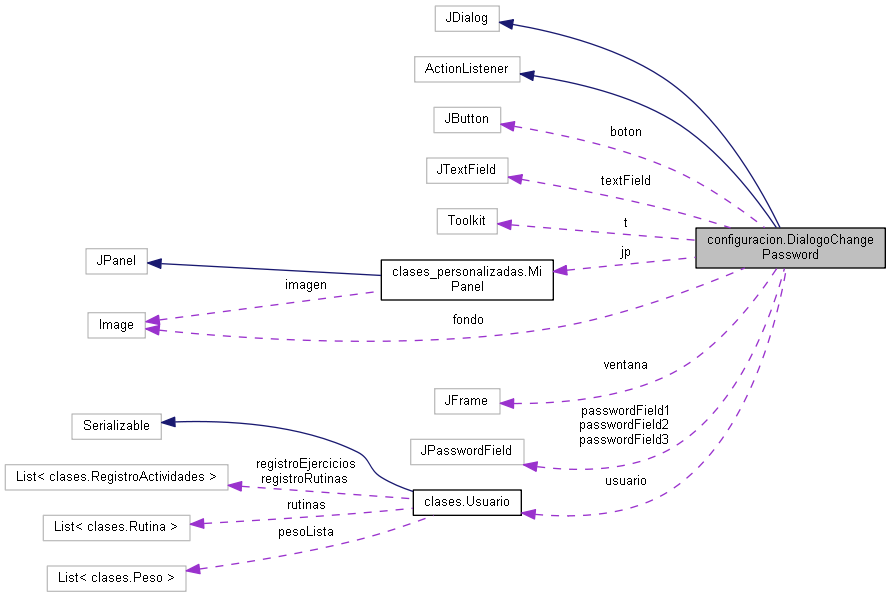 JDialog
ActionListener
JButton
boton
JTextField
textField
Toolkit
t
configuracion.DialogoChange
Password
JPanel
clases_personalizadas.Mi
Panel
jp
imagen
Image
fondo
ventana
JFrame
passwordField1
passwordField2
passwordField3
Serializable
JPasswordField
registroEjercicios
registroRutinas
List< clases.RegistroActividades >
usuario
clases.Usuario
rutinas
List< clases.Rutina >
pesoLista
List< clases.Peso >